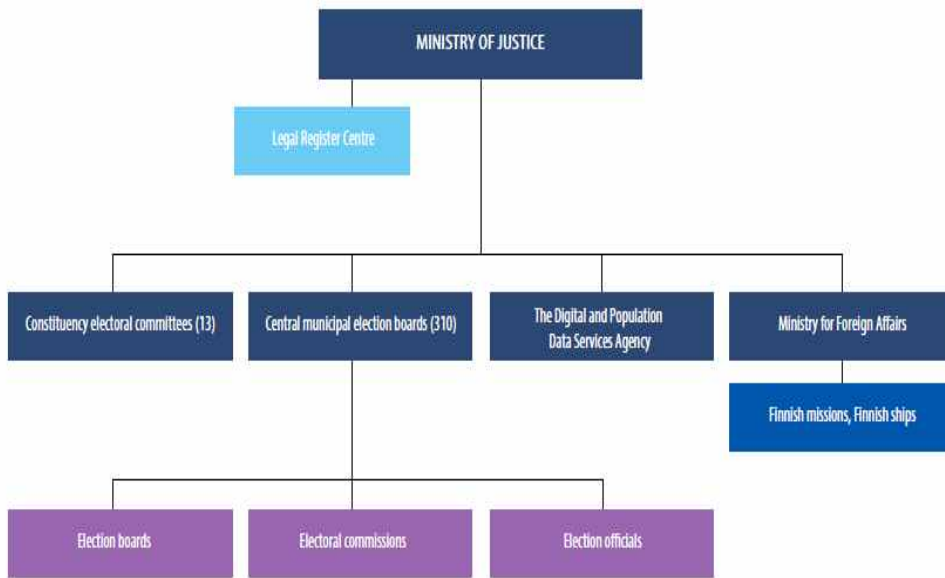 MINISTRY OF JUSTICE
Legal Register Centre
Constituency electoral committees (13)
Central municipal election boards (310)
The Digital and Population
Data Services Agency
Ministry for Foreign Affairs
Finnish missions, Finnish ships
Election boards
Electoral commissions
Election officials